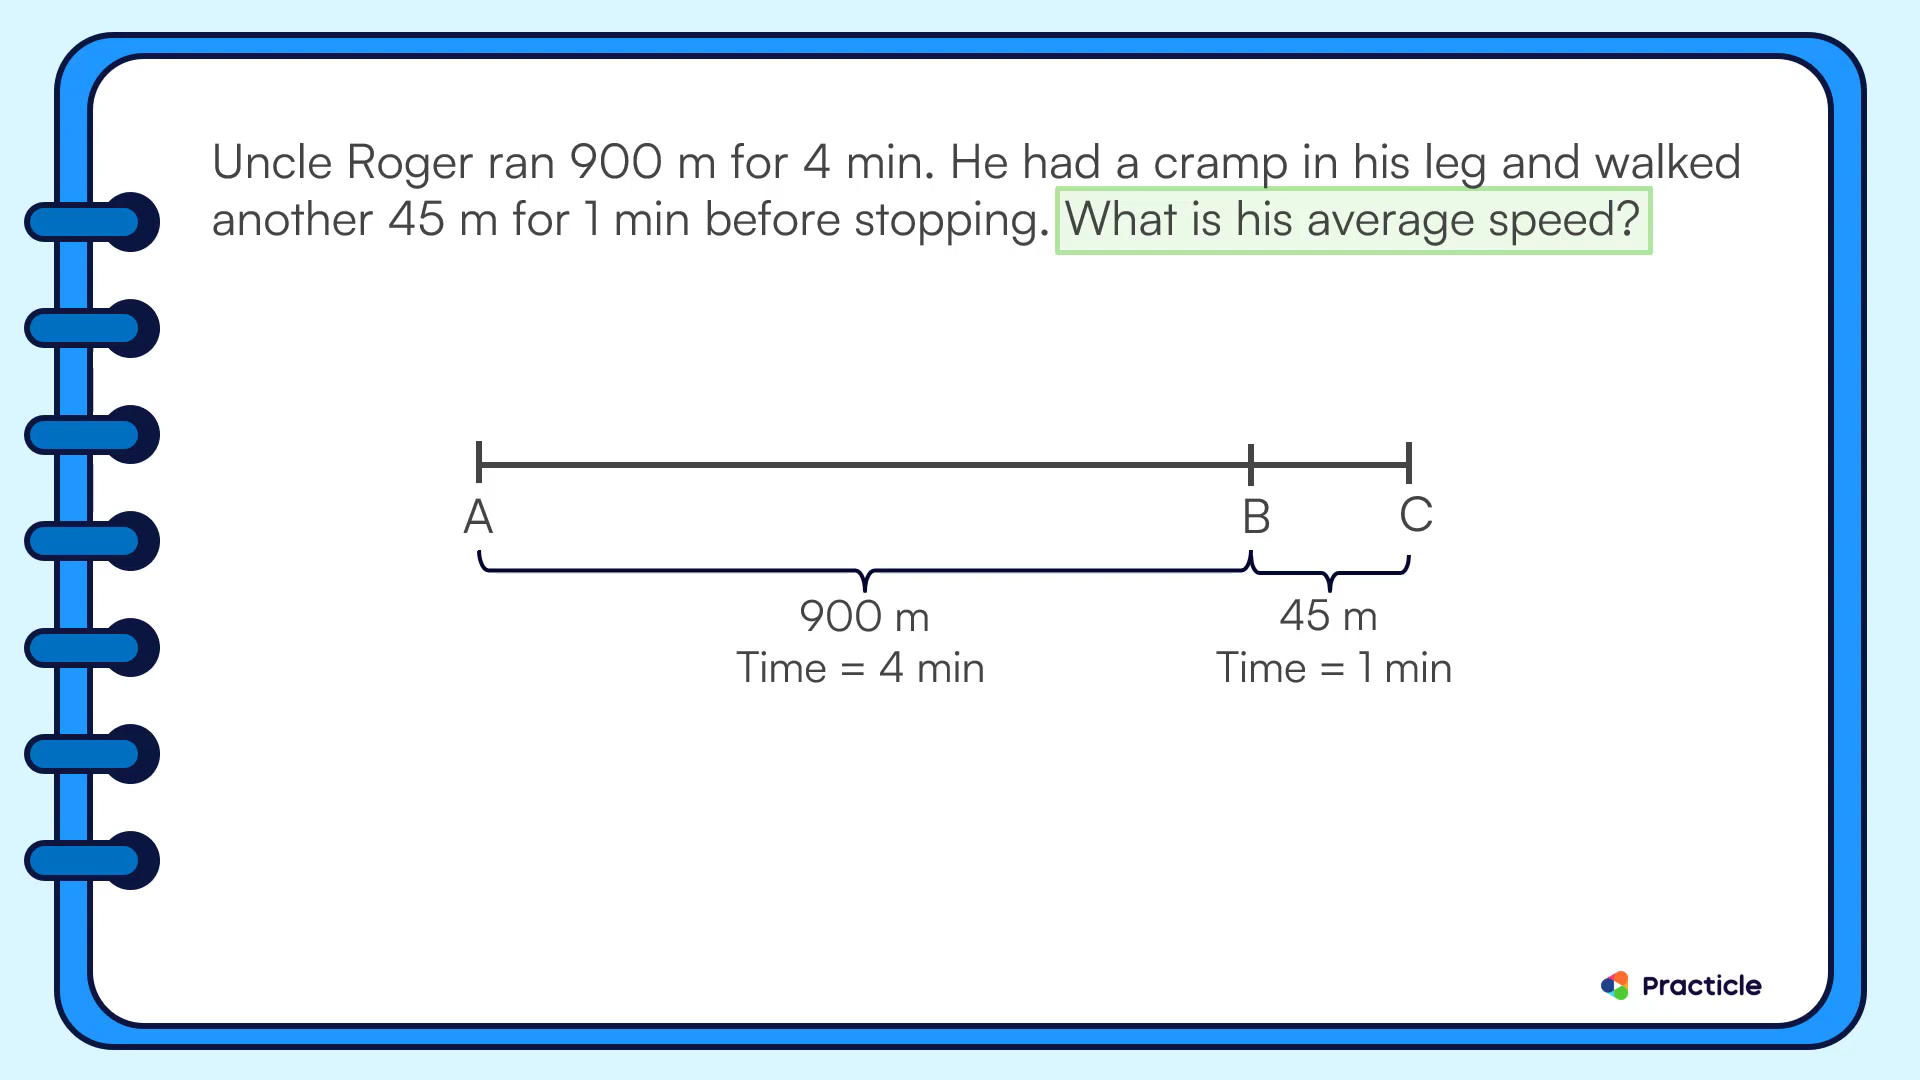 Uncle Roger ran 900 m for 4 min. He had a cramp in his leg and walked
another 45 m for 1 min before stopping. What is his average speed?
A
B
C
900 m
Time = 4 min
45 m
Time = 1 min
Practicle